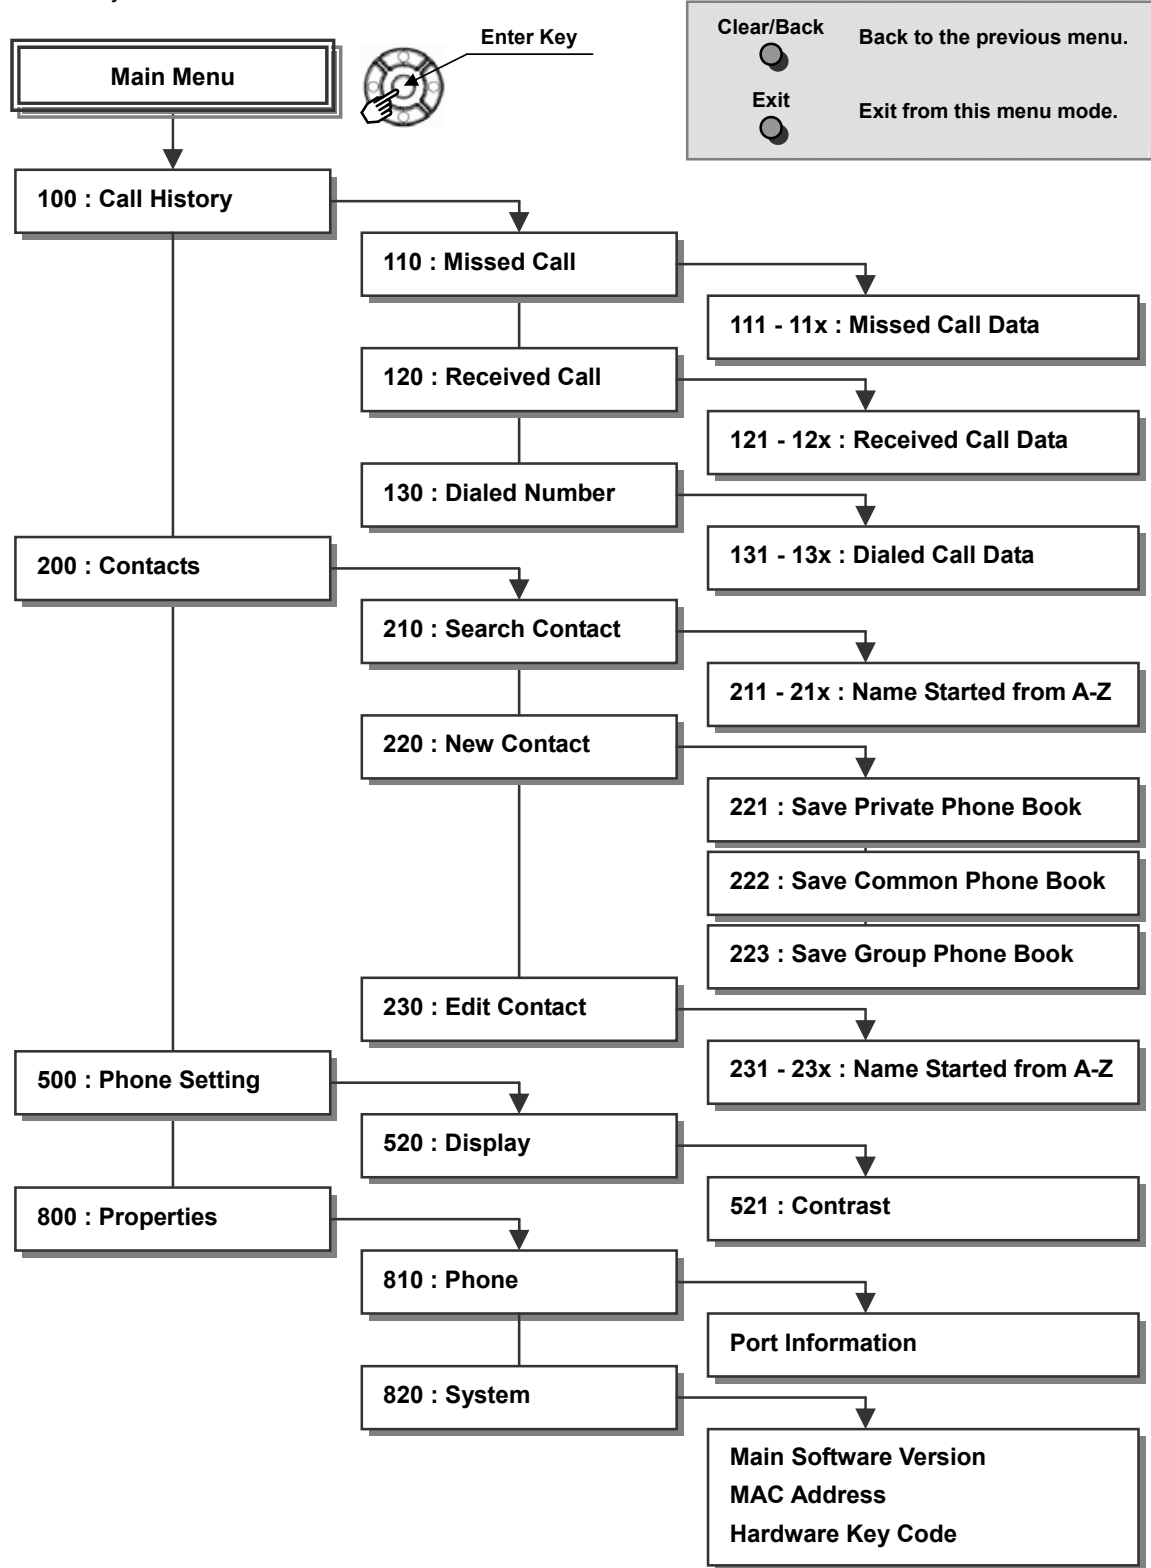 Main Menu
Enter Key
Clear/Back
Back to the previous menu.
Exit
Exit from this menu mode.
100 : Call History
110 : Missed Call
111 - 11x : Missed Call Data
120 : Received Call
121 - 12x : Received Call Data
130 : Dialed Number
131 - 13x : Dialed Call Data
200 : Contacts
210 : Search Contact
211 - 21x : Name Started from A-Z
220 : New Contact
221 : Save Private Phone Book
222 : Save Common Phone Book
223 : Save Group Phone Book
230 : Edit Contact
231 - 23x : Name Started from A-Z
500 : Phone Setting
520 : Display
521 : Contrast
800 : Properties
810 : Phone
Port Information
820 : System
Main Software Version
MAC Address
Hardware Key Code